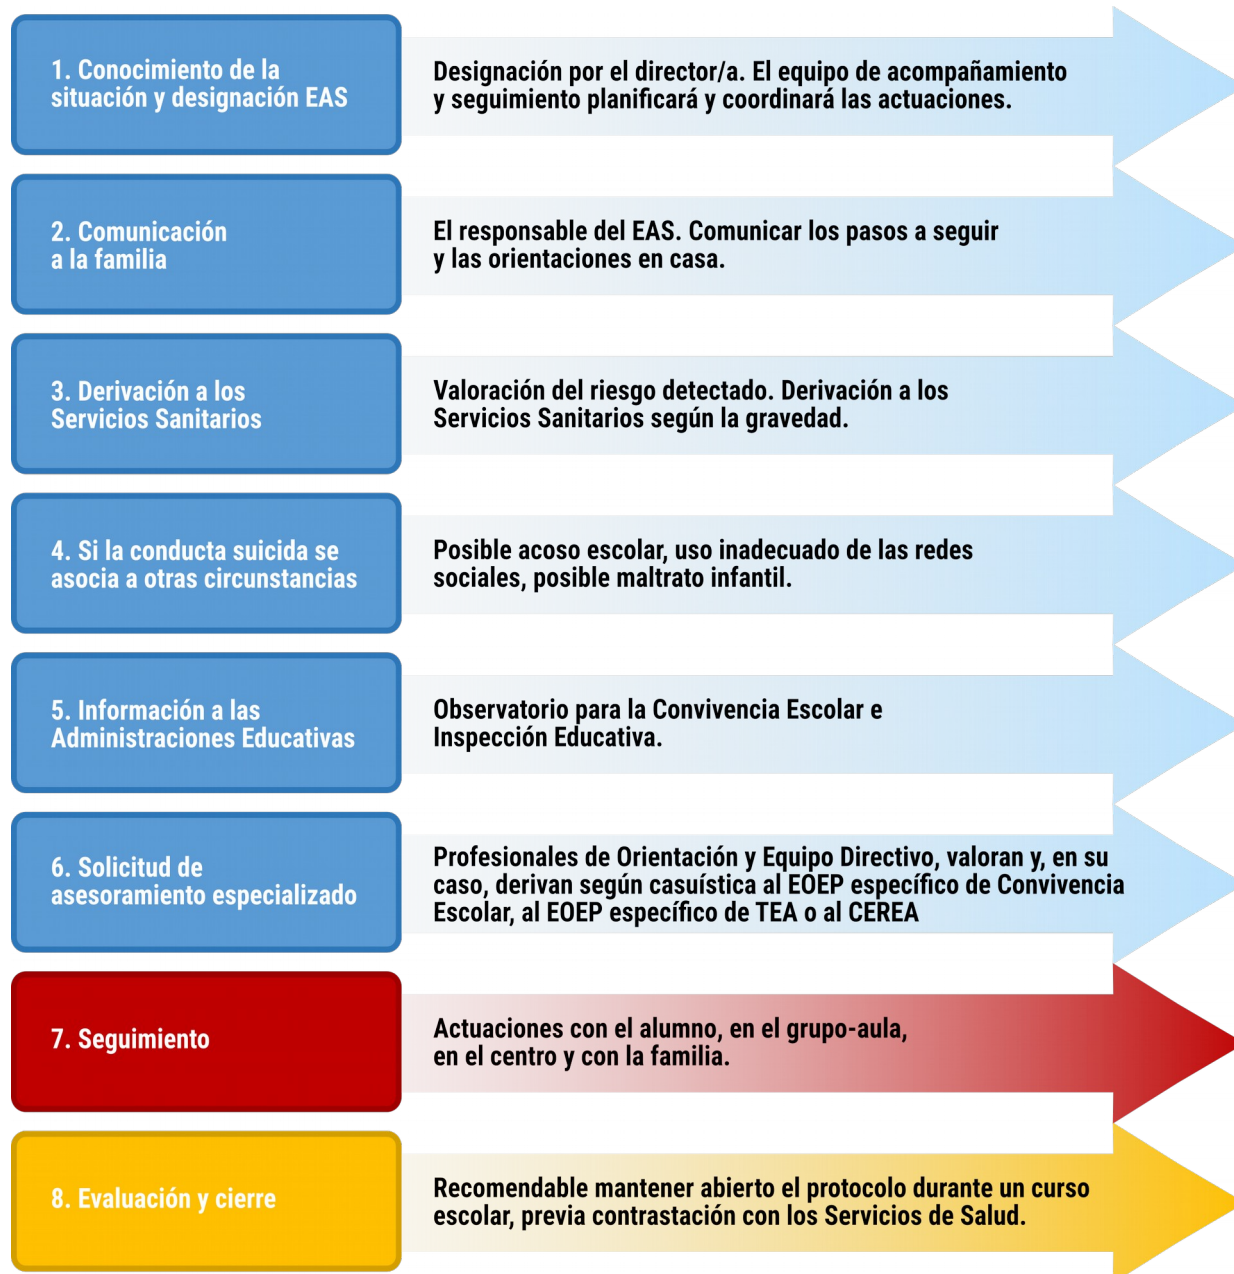 1. Conocimiento de la
situación y designación EAS
Designación por el director/a. El equipo de acompañamiento
y seguimiento planificará y coordinará las actuaciones.
2. Comunicación
a la familia
El responsable del EAS. Comunicar los pasos a seguir
y las orientaciones en casa.
3. Derivación a los
Servicios Sanitarios
Valoración del riesgo detectado. Derivación a los
Servicios Sanitarios según la gravedad.
4. Si la conducta suicida se
asocia a otras circunstancias
Posible acoso escolar, uso inadecuado de las redes
sociales, posible maltrato infantil.
5. Información a las
Administraciones Educativas
Observatorio para la Convivencia Escolar e
Inspección Educativa.
6. Solicitud de
asesoramiento especializado
Profesionales de Orientación y Equipo Directivo, valoran y, en su
caso, derivan según casuística al EOEP específico de Convivencia
Escolar, al EOEP específico de TEA o al CEREA
7. Seguimiento
Actuaciones con el alumno, en el grupo-aula,
en el centro y con la familia.
8. Evaluación y cierre
Recomendable mantener abierto el protocolo durante un curso
escolar, previa contrastación con los Servicios de Salud.